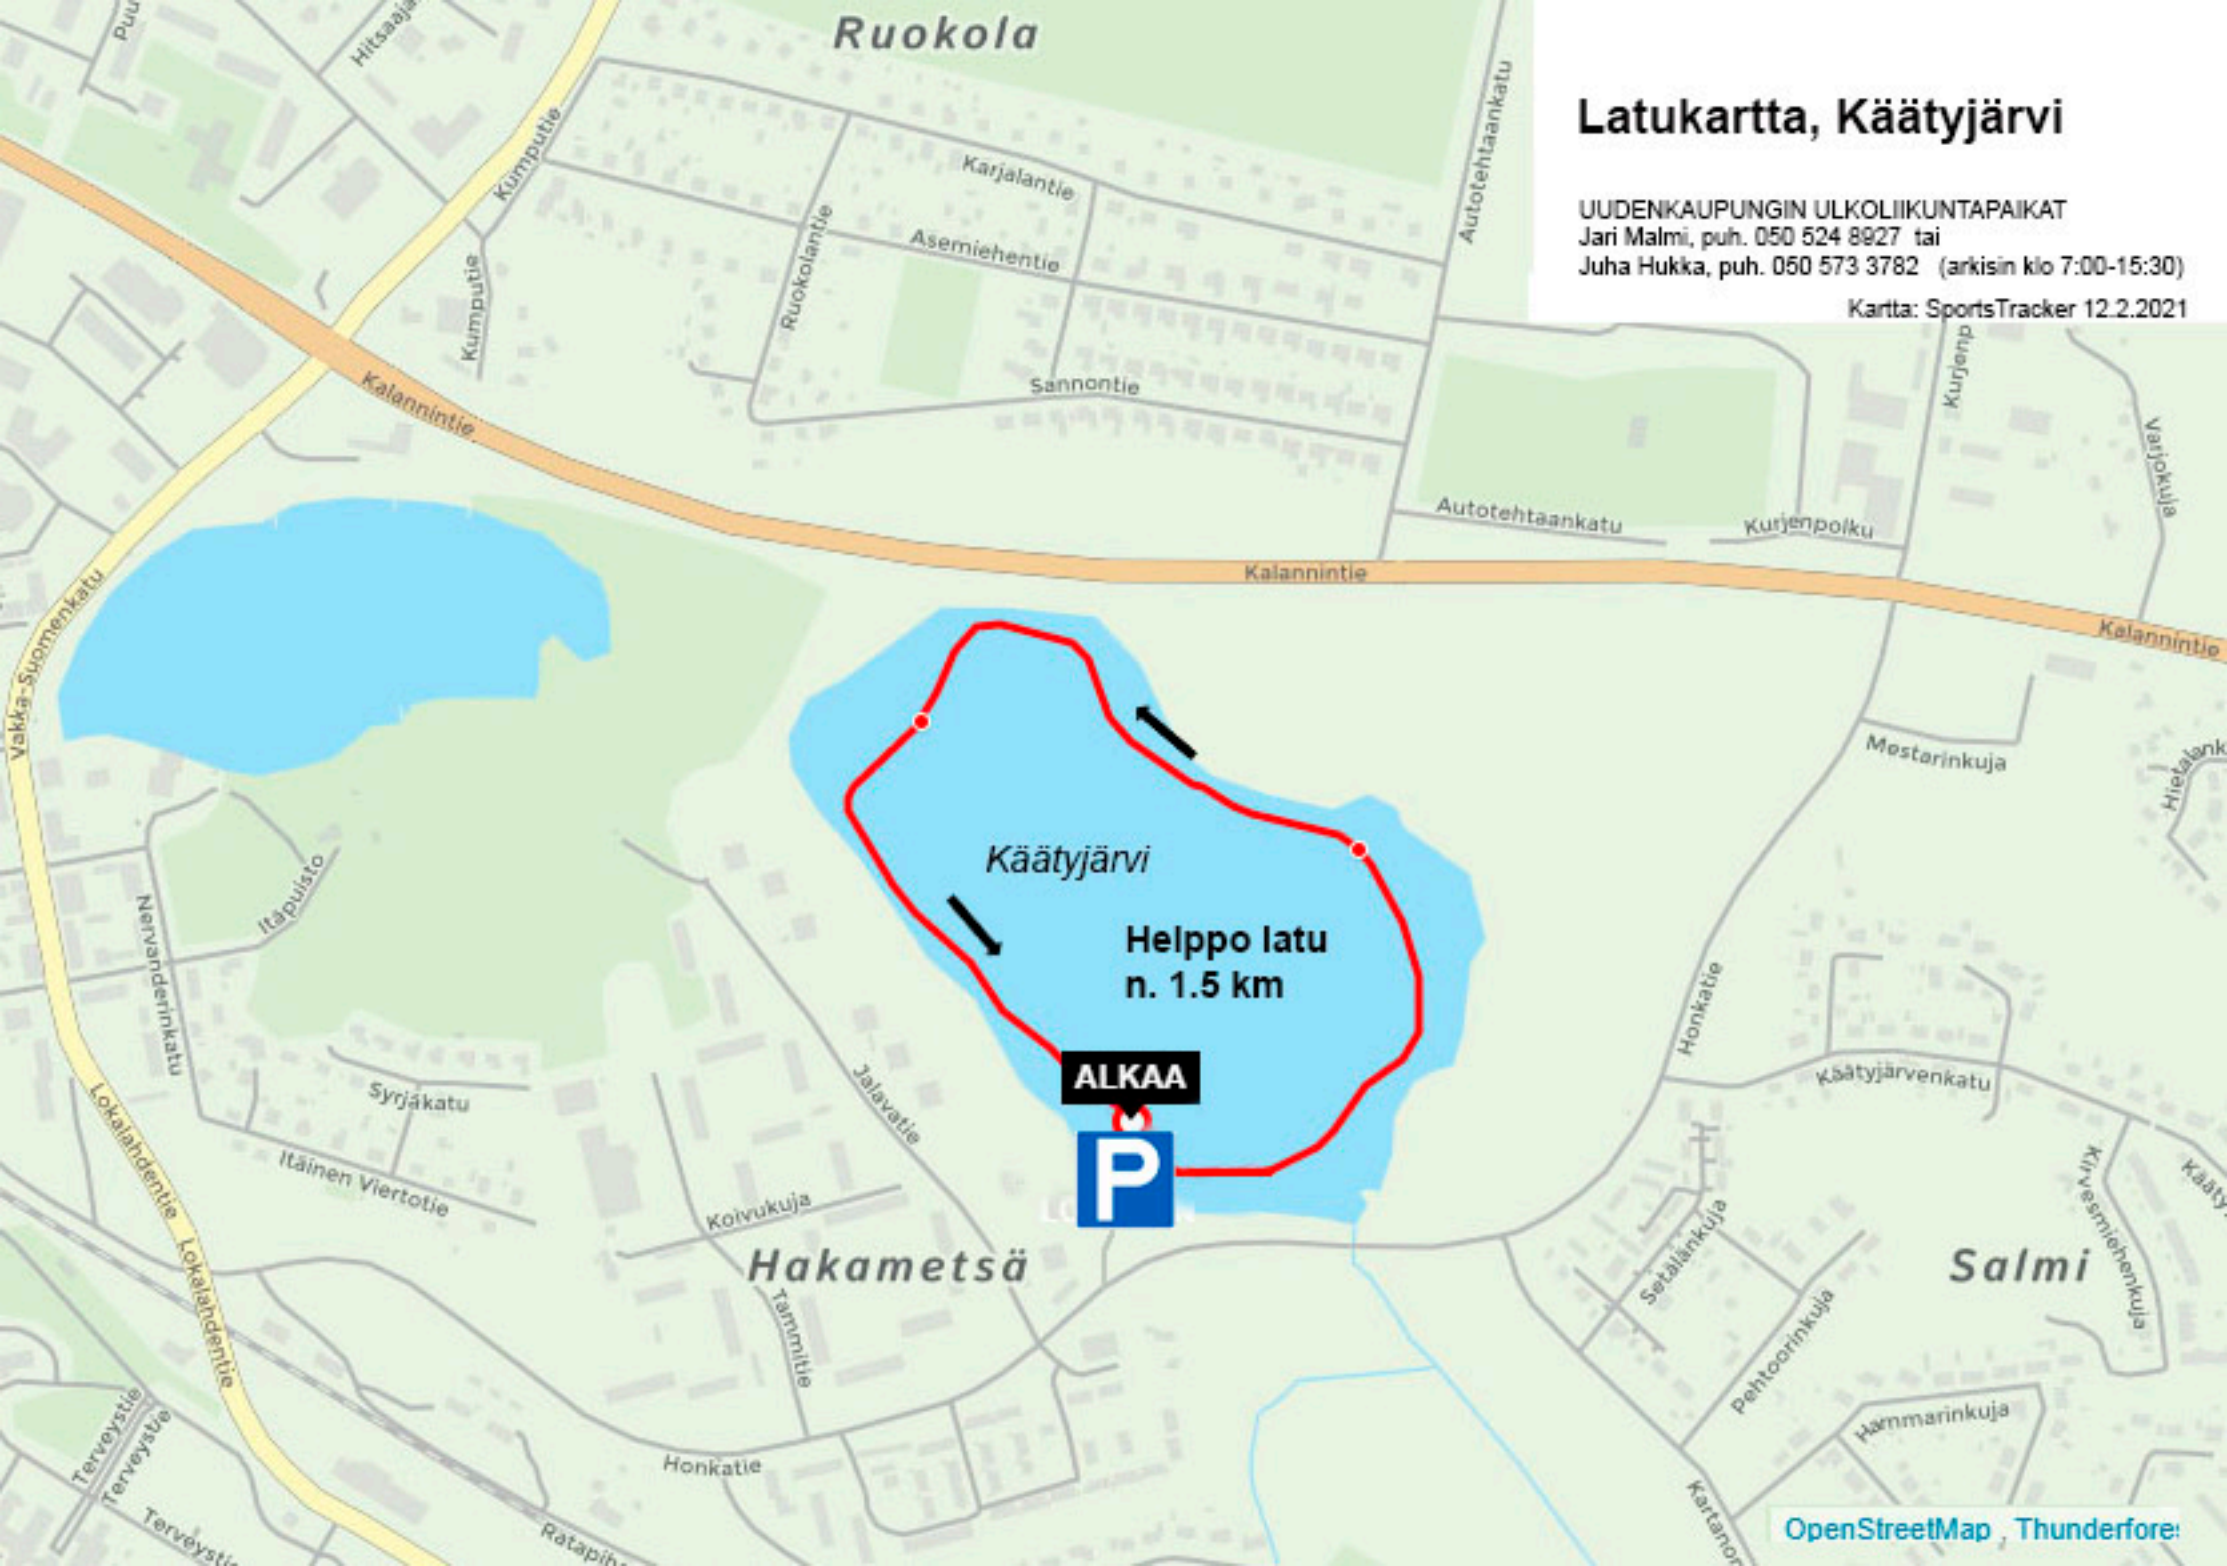 Ruokola
Latukartta, Käätyjärvi
UUDENKAUPUNGIN ULKOLIIKUNTAPAIKAT
Jari Malmi, puh. 050 524 8927 tai
Juha Hukka, puh. 050 573 3782 (arkisin klo 7:00-15:30)
Kartta: SportsTracker 12.2.2021
Kumputie
Karjalantie
Autotehtaankatu
Ruokolantie
Asemiehentie
Kumputie
Kalannintie
Sannontie
Varjokuja
Autotehtaankatu
Kurjenpolku
Kalannintie
Kalannintie
Vakka-Suomenkatu
Mestarinkuja
Käätyjärvi
Itäpuisto
Nervanderinkatu
Helppo latu
n. 1.5 km
Honkatie
ALKAA
P
Syrjäkatu
Jalavatie
Käätyjärvenkatu
Lokalahdentie
Itäinen Viertotie
Koivukuja
Kirvesmiehenkuja
Setälänkuja
Hakametsä
Salmi
Lokalahdentie
Tammitie
Pehtoorinkuja
Hammarinkuja
Terveystie
Terveystie
Honkatie
OpenStreetMap , Thunderfore